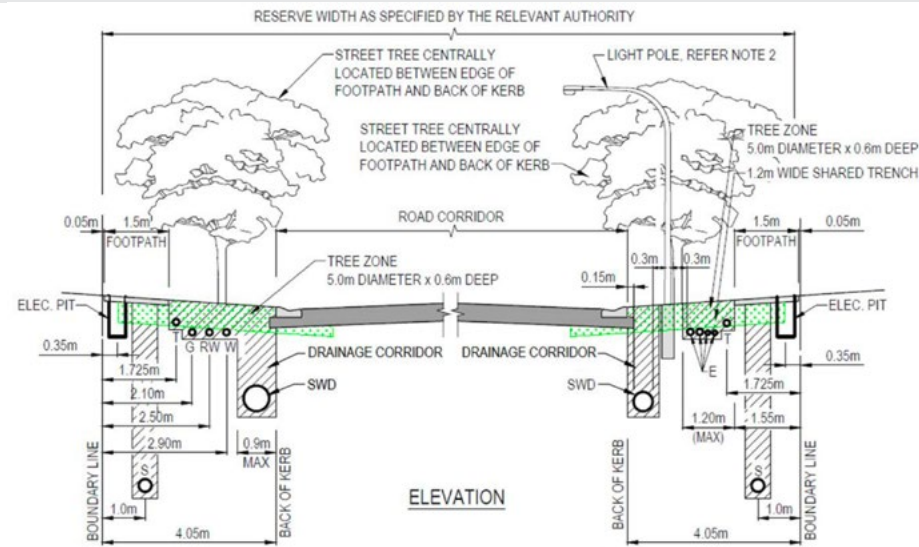 RESERVE WIDTH AS SPECIFIED BY THE RELEVANT AUTHORITY
STREET TREE CENTRALLY
LOCATED BETWEEN EDGE OF
FOOTPATH AND BACK OF KERB
LIGHT POLE, REFER NOTE 2
STREET TREE CENTRALLY
LOCATED BETWEEN EDGE OF
FOOTPATH AND BACK OF KERB
TREE ZONE
5.0m DIAMETER x 0.6m DEEP
1.2m WIDE SHARED TRENCH
0.05m
1.5m
FOOTPATH
ROAD CORRIDOR
1.5m
FOOTPATH
0.05m
0.3m
0.3m
0.15m
TREE ZONE
5.0m DIAMETER x 0.6m DEEP
ELEC. PIT
ELEC. PIT
T
G RW W
T
E
0.35m
0.35m
DRAINAGE CORRIDOR
DRAINAGE CORRIDOR
SWD
SWD
1.725m
2.10m
2.50m
2.90m
0.9m
MAX
1.725m
1.20m
(MAX)
1.55m
S
S
1.0m
1.0m
BOUNDARY LINE
BACK OF KERB
ELEVATION
BACK OF KERB
BOUNDARY LINE
4.05m
4.05m